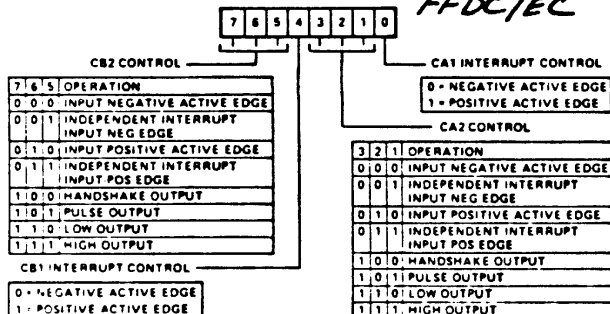 FFDC/EC
7 6 5 4 3 2 1 0
CB2 CONTROL
7 6 5 OPERATION
0 0 0 INPUT NEGATIVE ACTIVE EDGE
0 0 1 INDEPENDENT INTERRUPT
INPUT NEG EDGE
0 1 0 INPUT POSITIVE ACTIVE EDGE
0 1 1 INDEPENDENT INTERRUPT
INPUT POS EDGE
1 0 0 HANDSHAKE OUTPUT
1 0 1 PULSE OUTPUT
1 1 0 LOW OUTPUT
1 1 1 HIGH OUTPUT
CB1 INTERRUPT CONTROL
0 = NEGATIVE ACTIVE EDGE
1 = POSITIVE ACTIVE EDGE
CA1 INTERRUPT CONTROL
0 = NEGATIVE ACTIVE EDGE
1 = POSITIVE ACTIVE EDGE
CA2 CONTROL
3 2 1 OPERATION
0 0 0 INPUT NEGATIVE ACTIVE EDGE
0 0 1 INDEPENDENT INTERRUPT
INPUT NEG EDGE
0 1 0 INPUT POSITIVE ACTIVE EDGE
0 1 1 INDEPENDENT INTERRUPT
INPUT POS EDGE
1 0 0 HANDSHAKE OUTPUT
1 0 1 PULSE OUTPUT
1 1 0 LOW OUTPUT
1 1 1 HIGH OUTPUT